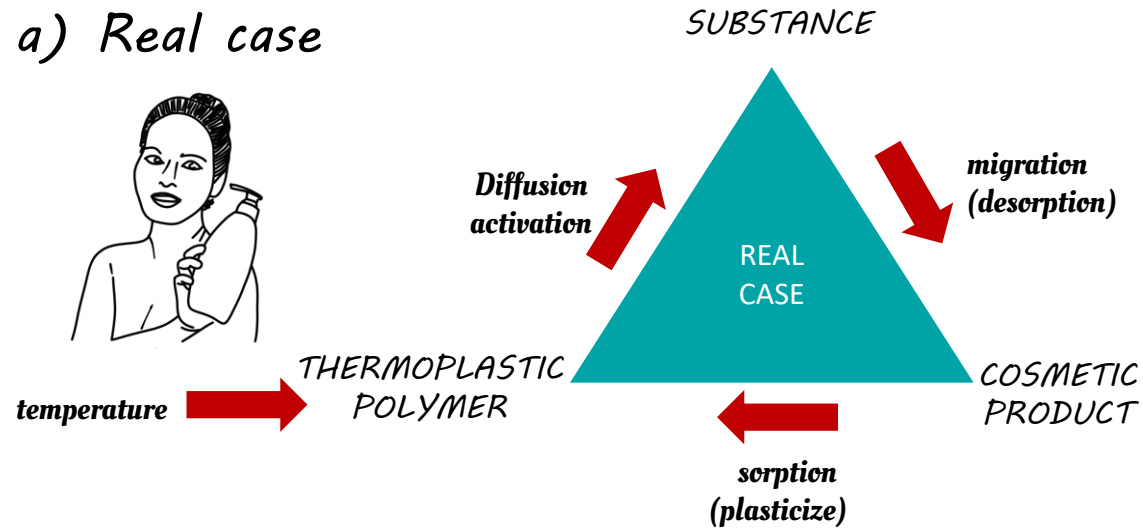 a) Real case
SUBSTANCE
Diffusion
activation
migration
(desorption)
REAL
CASE
THERMOPLASTIC
POLYMER
COSMETIC
PRODUCT
temperature
sorption
(plasticize)